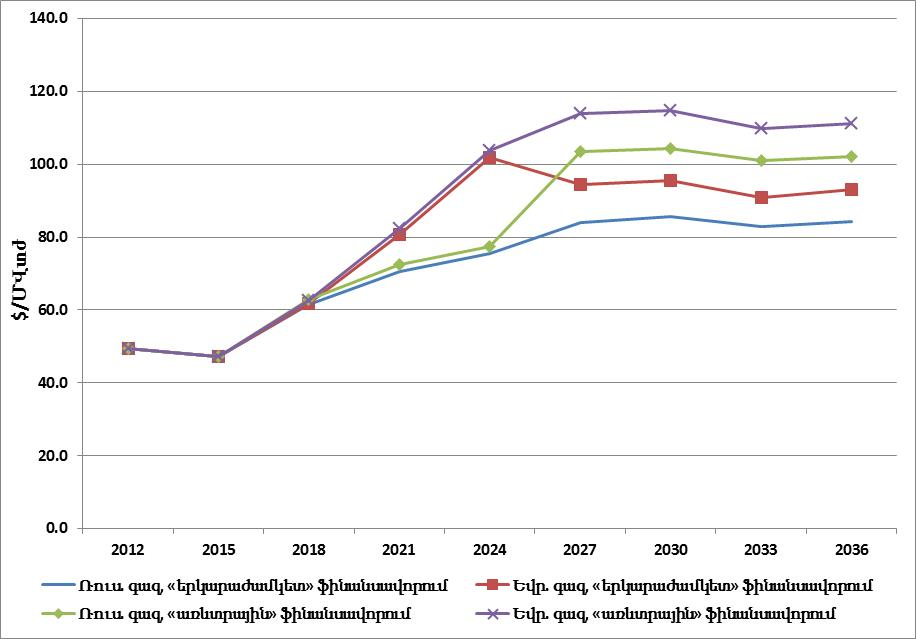 140.0
120.0
100.0
80.0
60.0
40.0
20.0
0.0
$/Մվտժ
2012 2015 2018 2021 2024 2027 2030 2033 2036
Ռուս. գազ, «երկարաժամկետ» ֆինանսավորում
Եվր. գազ, «երկարաժամկետ» ֆինանսավորում
Ռուս. գազ, «առևտրային» ֆինանսավորում
Եվր. գազ, «առևտրային» ֆինանսավորում